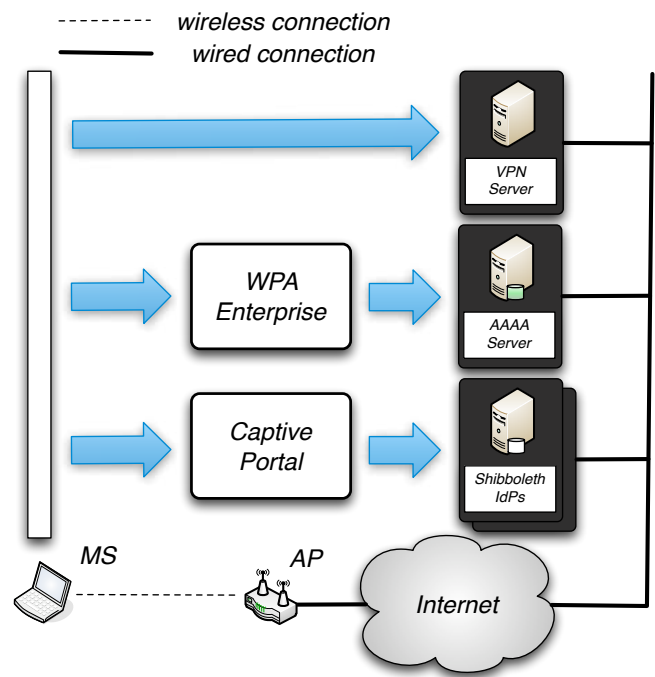 wireless connection
wired connection
VPN
Server
WPA
Enterprise
AAAA
Server
Captive
Portal
Shibboleth
IdPs
MS
AP
Internet